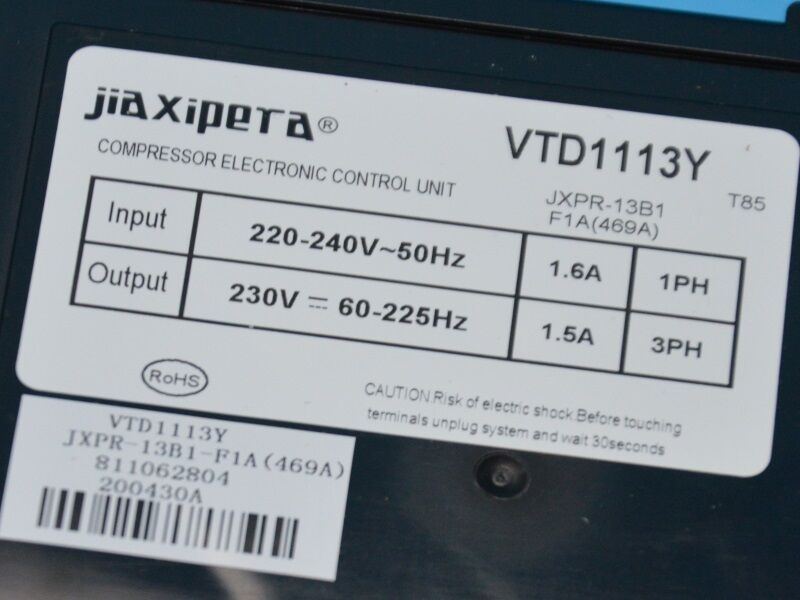 jiaxipera®
VTD1113Y
COMPRESSOR ELECTRONIC CONTROL UNIT
JXPR-13B1
F1A(469A)
T85
Input 220-240V~50Hz 1.6A 1PH
Output 230V ⎓ 60-225Hz 1.5A 3PH
RoHS
CAUTION.Risk of electric shock.Before touching
terminals unplug system and wait 30seconds
VTD1113Y
JXPR-13B1-F1A(469A)
811062804
200430A